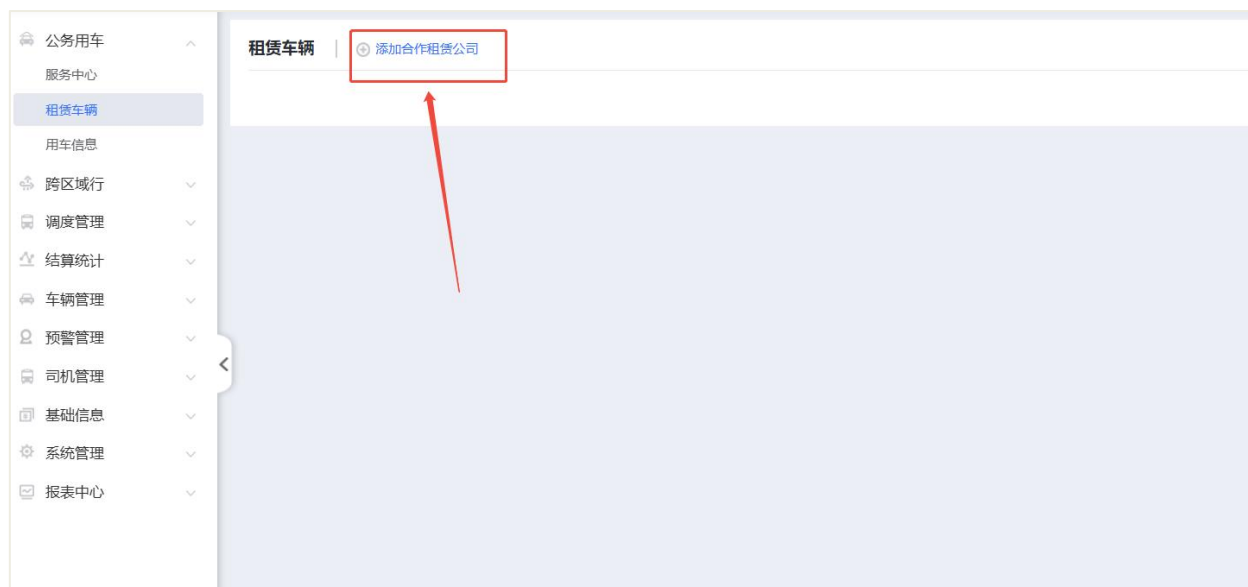 公务用车
服务中心
租赁车辆
用车信息
跨区域行
调度管理
结算统计
车辆管理
预警管理
司机管理
基础信息
系统管理
报表中心
租赁车辆
添加合作租赁公司